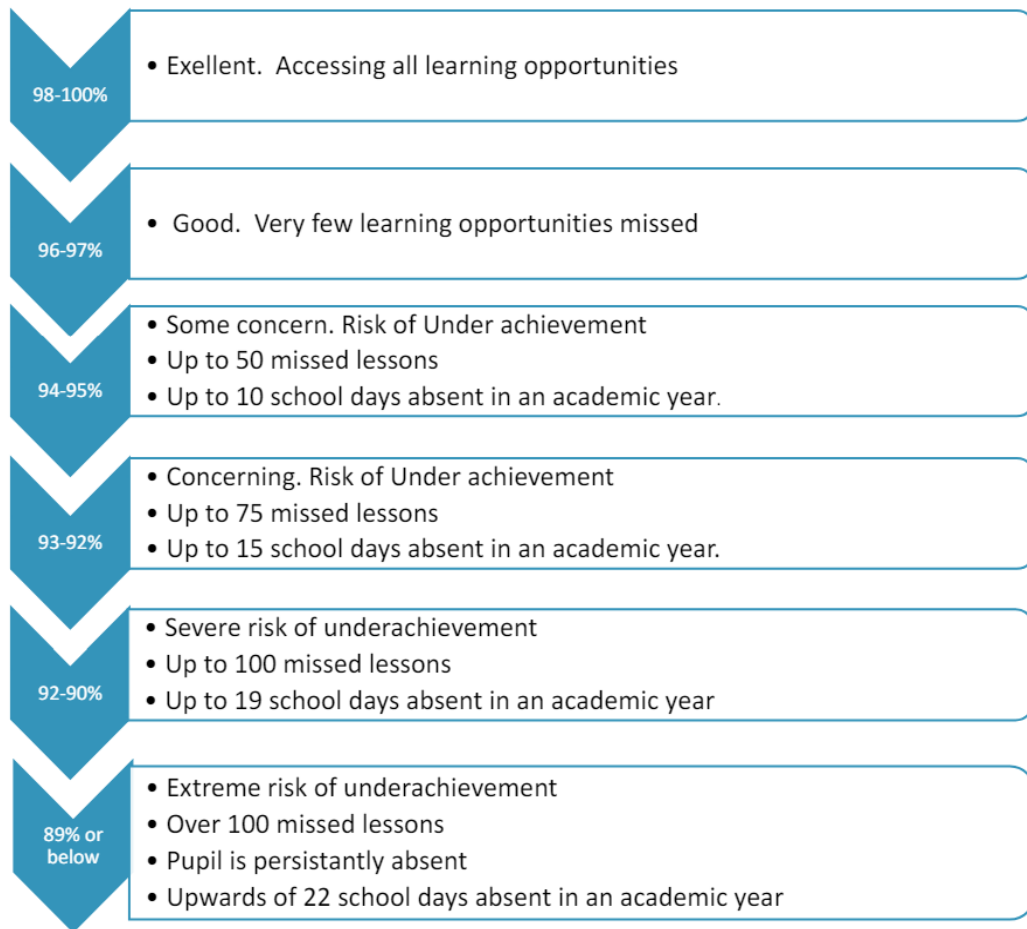 98-100%
• Exellent.  Accessing all learning opportunities
96-97%
• Good.  Very few learning opportunities missed
94-95%
• Some concern. Risk of Under achievement
• Up to 50 missed lessons
• Up to 10 school days absent in an academic year.
93-92%
• Concerning. Risk of Under achievement
• Up to 75 missed lessons
• Up to 15 school days absent in an academic year.
92-90%
• Severe risk of underachievement
• Up to 100 missed lessons
• Up to 19 school days absent in an academic year
89% or
below
• Extreme risk of underachievement
• Over 100 missed lessons
• Pupil is persistantly absent
• Upwards of 22 school days absent in an academic year